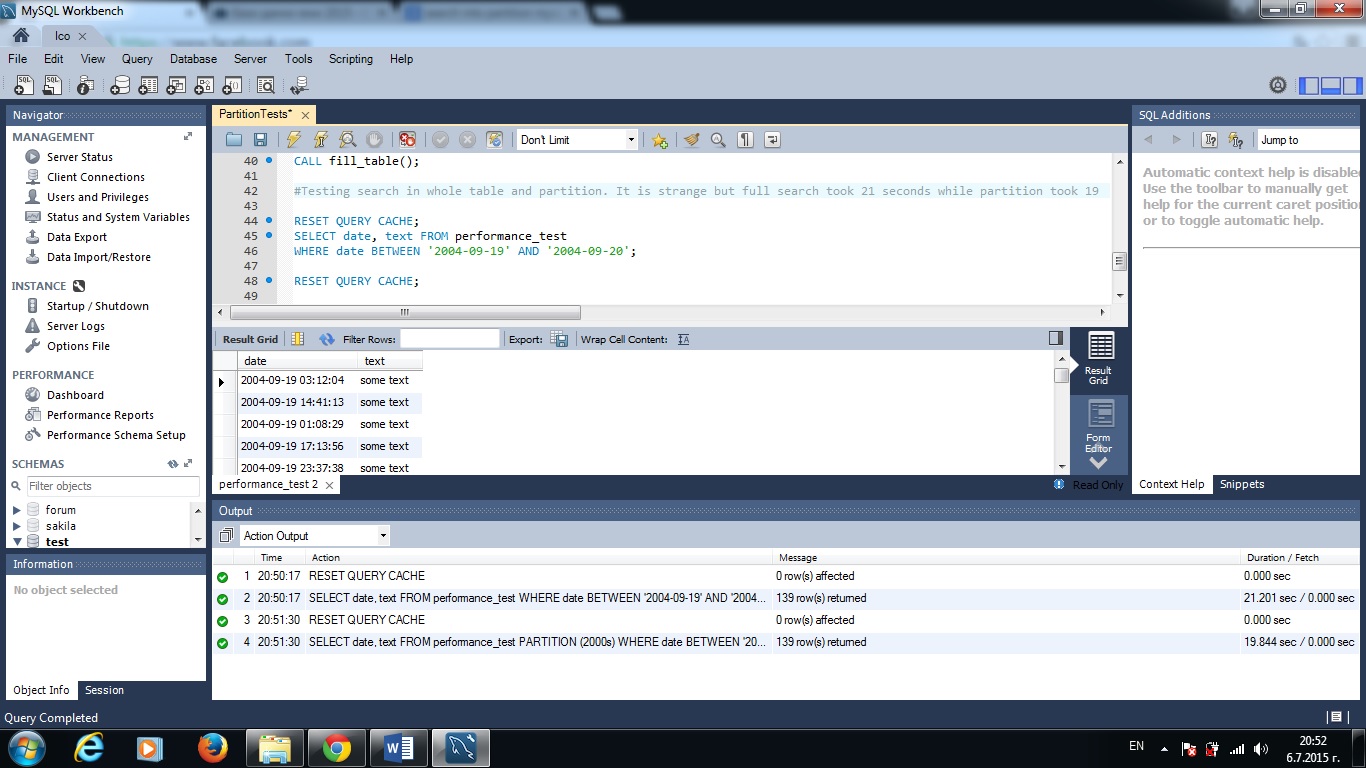 MySQL Workbench
Ico
File Edit View Query Database Server Tools Scripting Help
Navigator
MANAGEMENT
Server Status
Client Connections
Users and Privileges
Status and System Variables
Data Export
Data Import/Restore
INSTANCE
Startup / Shutdown
Server Logs
Options File
PERFORMANCE
Dashboard
Performance Reports
Performance Schema Setup
SCHEMAS
Filter objects
forum
sakila
test
Information
No object selected
Object Info Session
Query Completed
PartitionTests*
Don't Limit
40 CALL fill_table();
41
42 #Testing search in whole table and partition. It is strange but full search took 21 seconds while partition took 19
43
44 RESET QUERY CACHE;
45 SELECT date, text FROM performance_test
46 WHERE date BETWEEN '2004-09-19' AND '2004-09-20';
47
48 RESET QUERY CACHE;
49
Result Grid Filter Rows: Export: Wrap Cell Content:
date text
2004-09-19 03:12:04 some text
2004-09-19 14:41:13 some text
2004-09-19 01:08:29 some text
2004-09-19 17:13:56 some text
2004-09-19 23:37:38 some text
Result Grid
Form Editor
performance_test 2
Read Only
SQL Additions
Jump to
Automatic context help is disable
Use the toolbar to manually get
help for the current caret position
or to toggle automatic help.
Context Help Snippets
Output
Action Output
Time Action Message Duration / Fetch
1 20:50:17 RESET QUERY CACHE 0 row(s) affected 0.000 sec
2 20:50:17 SELECT date, text FROM performance_test WHERE date BETWEEN '2004-09-19' AND '2004... 139 row(s) returned 21.201 sec / 0.000 sec
3 20:51:30 RESET QUERY CACHE 0 row(s) affected 0.000 sec
4 20:51:30 SELECT date, text FROM performance_test PARTITION (2000s) WHERE date BETWEEN '20... 139 row(s) returned 19.844 sec / 0.000 sec
EN
20:52
6.7.2015 г.